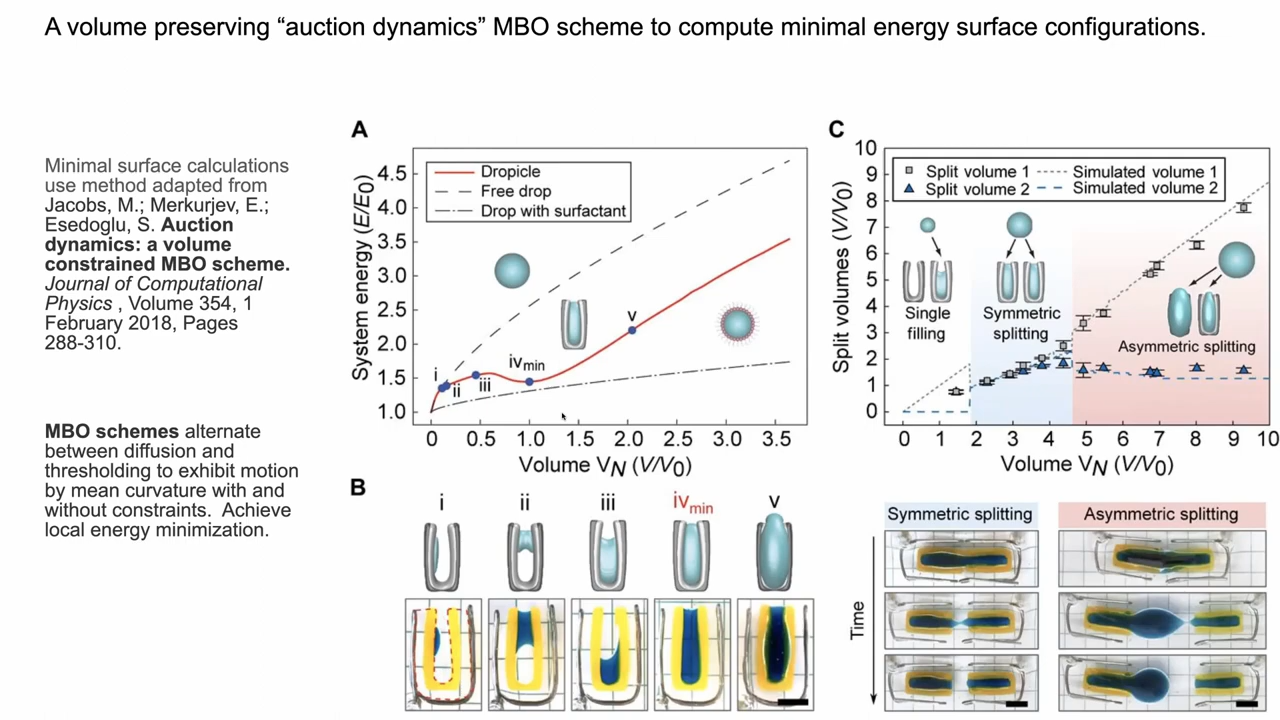 A volume preserving “auction dynamics” MBO scheme to compute minimal energy surface configurations.
Minimal surface calculations
use method adapted from
Jacobs, M.; Merkurjev, E.;
Esedoglu, S. Auction
dynamics: a volume
constrained MBO scheme.
Journal of Computational
Physics , Volume 354, 1
February 2018, Pages
288-310.
MBO schemes alternate
between diffusion and
thresholding to exhibit motion
by mean curvature with and
without constraints. Achieve
local energy minimization.
A
System energy (E/E0)
4.5
4.0
3.5
3.0
2.5
2.0
1.5
1.0
Dropicle
Free drop
Drop with surfactant
i
ii
iii
ivmin
v
0 0.5 1.0 1.5 2.0 2.5 3.0 3.5
Volume VN (V/V0)
B
i ii iii ivmin v
C
Split volumes (V/V0)
10
9
8
7
6
5
4
3
2
1
0
Split volume 1 Simulated volume 1
Split volume 2 Simulated volume 2
Single
filling
Symmetric
splitting
Asymmetric splitting
0 1 2 3 4 5 6 7 8 9 10
Volume VN (V/V0)
Symmetric splitting Asymmetric splitting
Time